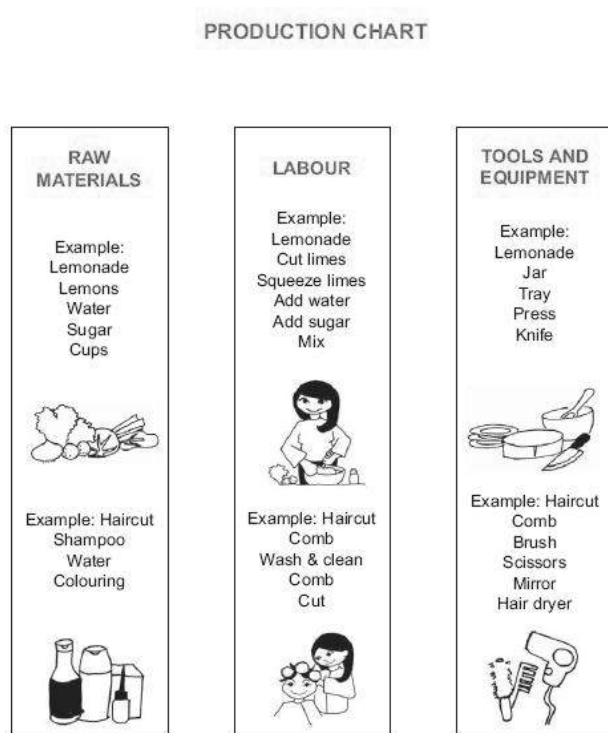 PRODUCTION CHART
RAW
MATERIALS
Example:
Lemonade
Lemons
Water
Sugar
Cups
Example: Haircut
Shampoo
Water
Colouring
LABOUR
Example:
Lemonade
Cut limes
Squeeze limes
Add water
Add sugar
Mix
Example: Haircut
Comb
Wash & clean
Comb
Cut
TOOLS AND
EQUIPMENT
Example:
Lemonade
Jar
Tray
Press
Knife
Example: Haircut
Comb
Brush
Scissors
Mirror
Hair dryer